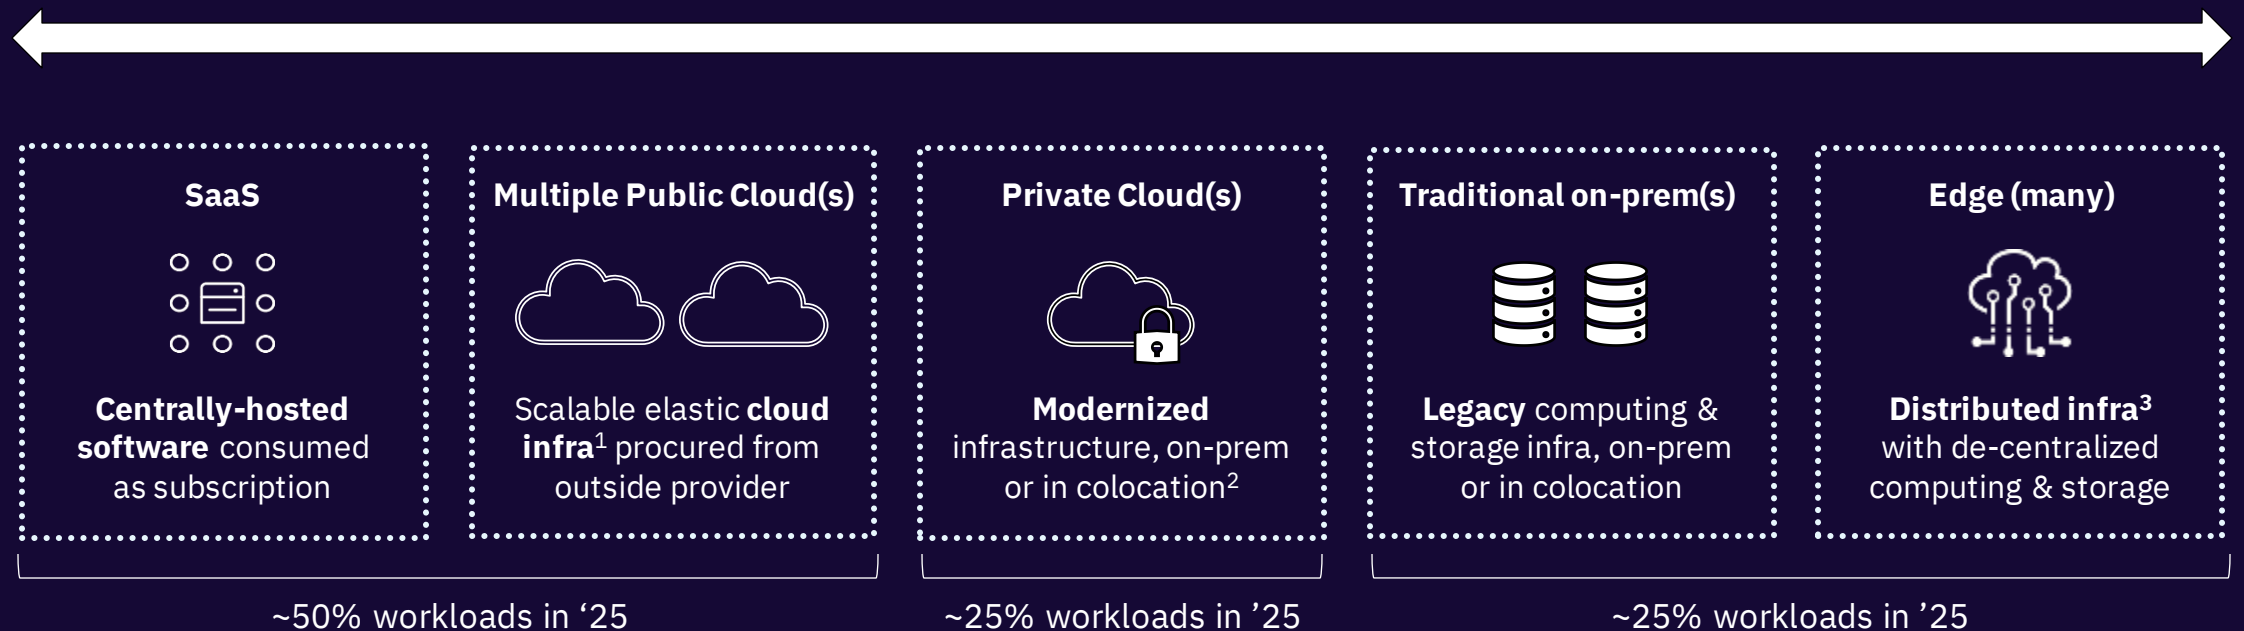 SaaS
Centrally-hosted
software consumed
as subscription
Multiple Public Cloud(s)
Scalable elastic cloud
infra¹ procured from
outside provider
Private Cloud(s)
Modernized
infrastructure, on-prem
or in colocation²
Traditional on-prem(s)
Legacy computing &
storage infra, on-prem
or in colocation
Edge (many)
Distributed infra³
with de-centralized
computing & storage
~50% workloads in ‘25
~25% workloads in ’25
~25% workloads in ’25